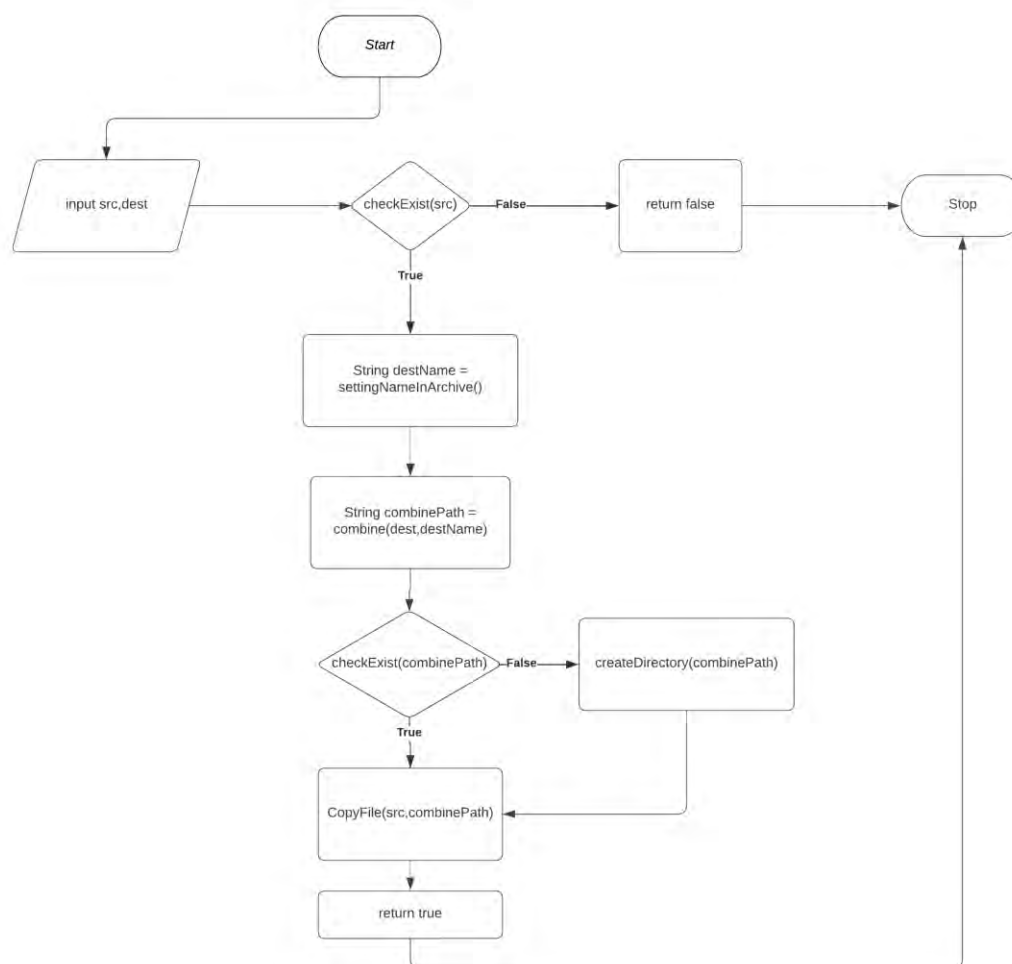 Start
input src,dest
checkExist(src)
False
return false
Stop
True
String destName =
settingNameInArchive()
String combinePath =
combine(dest,destName)
checkExist(combinePath)
False
createDirectory(combinePath)
True
CopyFile(src,combinePath)
return true